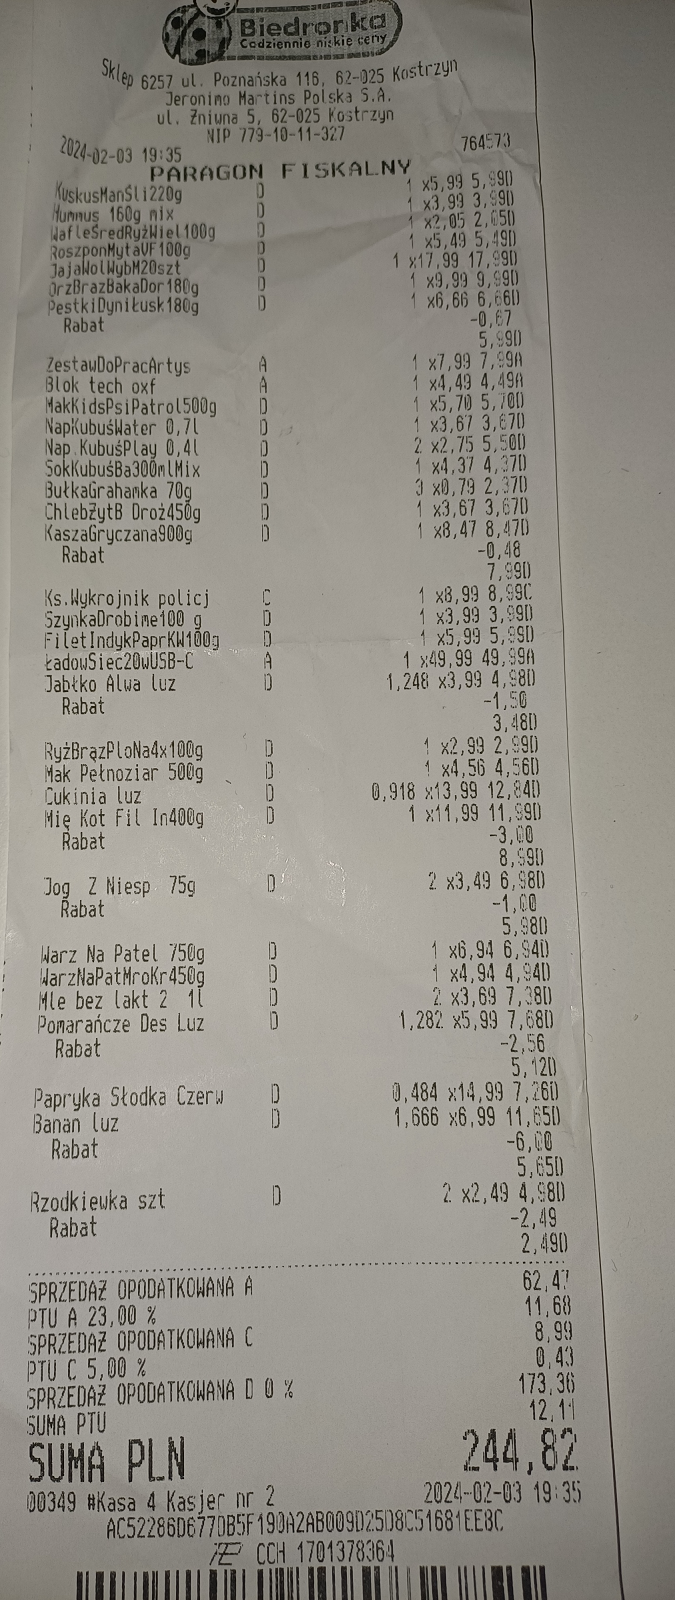 Biedronka
Codziennie niskie ceny
Sklep 6257 ul. Poznańska 116, 62-025 Kostrzyn
Jeronimo Martins Polska S.A.
ul. Żniwna 5, 62-025 Kostrzyn
NIP 779-10-11-327
2024-02-03 19:35 764573
PARAGON FISKALNY
KuskusManŚli220g D 1 x5,99 5,99D
Hummus 160g mix D 1 x3,99 3,99D
WafleŚredRyżWiel100g D 1 x2,05 2,05D
RoszponMytaVF100g D 1 x5,49 5,49D
JajaWolWybM20szt D 1 x17,99 17,99D
OrzBrazBakaDor180g D 1 x9,99 9,99D
PestkiDyniŁusk180g D 1 x6,66 6,66D
Rabat -0,67
5,99D
ZestawDoPracArtys A 1 x7,99 7,99A
Blok tech oxf A 1 x4,49 4,49A
MakKidsPsiPatrol500g D 1 x5,70 5,70D
NapKubuśWater 0,7l D 1 x3,67 3,67D
Nap.KubuśPlay 0,4l D 2 x2,75 5,50D
SokKubuśBa300mlMix D 1 x4,37 4,37D
BułkaGrahamka 70g D 3 x0,79 2,37D
ChlebŻytB Droż450g D 1 x3,67 3,67D
KaszaGryczana900g D 1 x8,47 8,47D
Rabat -0,48
7,99D
Ks.Wykrojnik policj C 1 x8,99 8,99C
SzynkaDrobime100 g D 1 x3,99 3,99D
FiletIndykPaprKW100g D 1 x5,99 5,99D
ŁadowSiec20wUSB-C A 1 x49,99 49,99A
Jabłko Alwa luz D 1,248 x3,99 4,98D
Rabat -1,50
3,48D
RyżBrązPloNa4x100g D 1 x2,99 2,99D
Mak Pełnoziar 500g D 1 x4,56 4,56D
Cukinia luz D 0,918 x13,99 12,84D
Mię Kot Fil In400g D 1 x11,99 11,99D
Rabat -3,00
8,99D
Jog Z Niesp 75g D 2 x3,49 6,98D
Rabat -1,00
5,98D
Warz Na Patel 750g D 1 x6,94 6,94D
WarzNaPatMroKr450g D 1 x4,94 4,94D
Mle bez lakt 2 1l D 2 x3,69 7,38D
Pomarańcze Des Luz D 1,282 x5,99 7,68D
Rabat -2,56
5,12D
Papryka Słodka Czerw D 0,484 x14,99 7,26D
Banan luz D 1,666 x6,99 11,65D
Rabat -6,00
5,65D
Rzodkiewka szt D 2 x2,49 4,98D
Rabat -2,49
2,49D
SPRZEDAŻ OPODATKOWANA A 62,47
PTU A 23,00 % 11,68
SPRZEDAŻ OPODATKOWANA C 8,99
PTU C 5,00 % 0,43
SPRZEDAŻ OPODATKOWANA D 0 % 173,36
SUMA PTU 12,11
SUMA PLN 244,82
00349 #Kasa 4 Kasjer nr 2 2024-02-03 19:35
AC52286D677DB5F190A2AB009D25D8C51681EE8C
CCH 1701378364